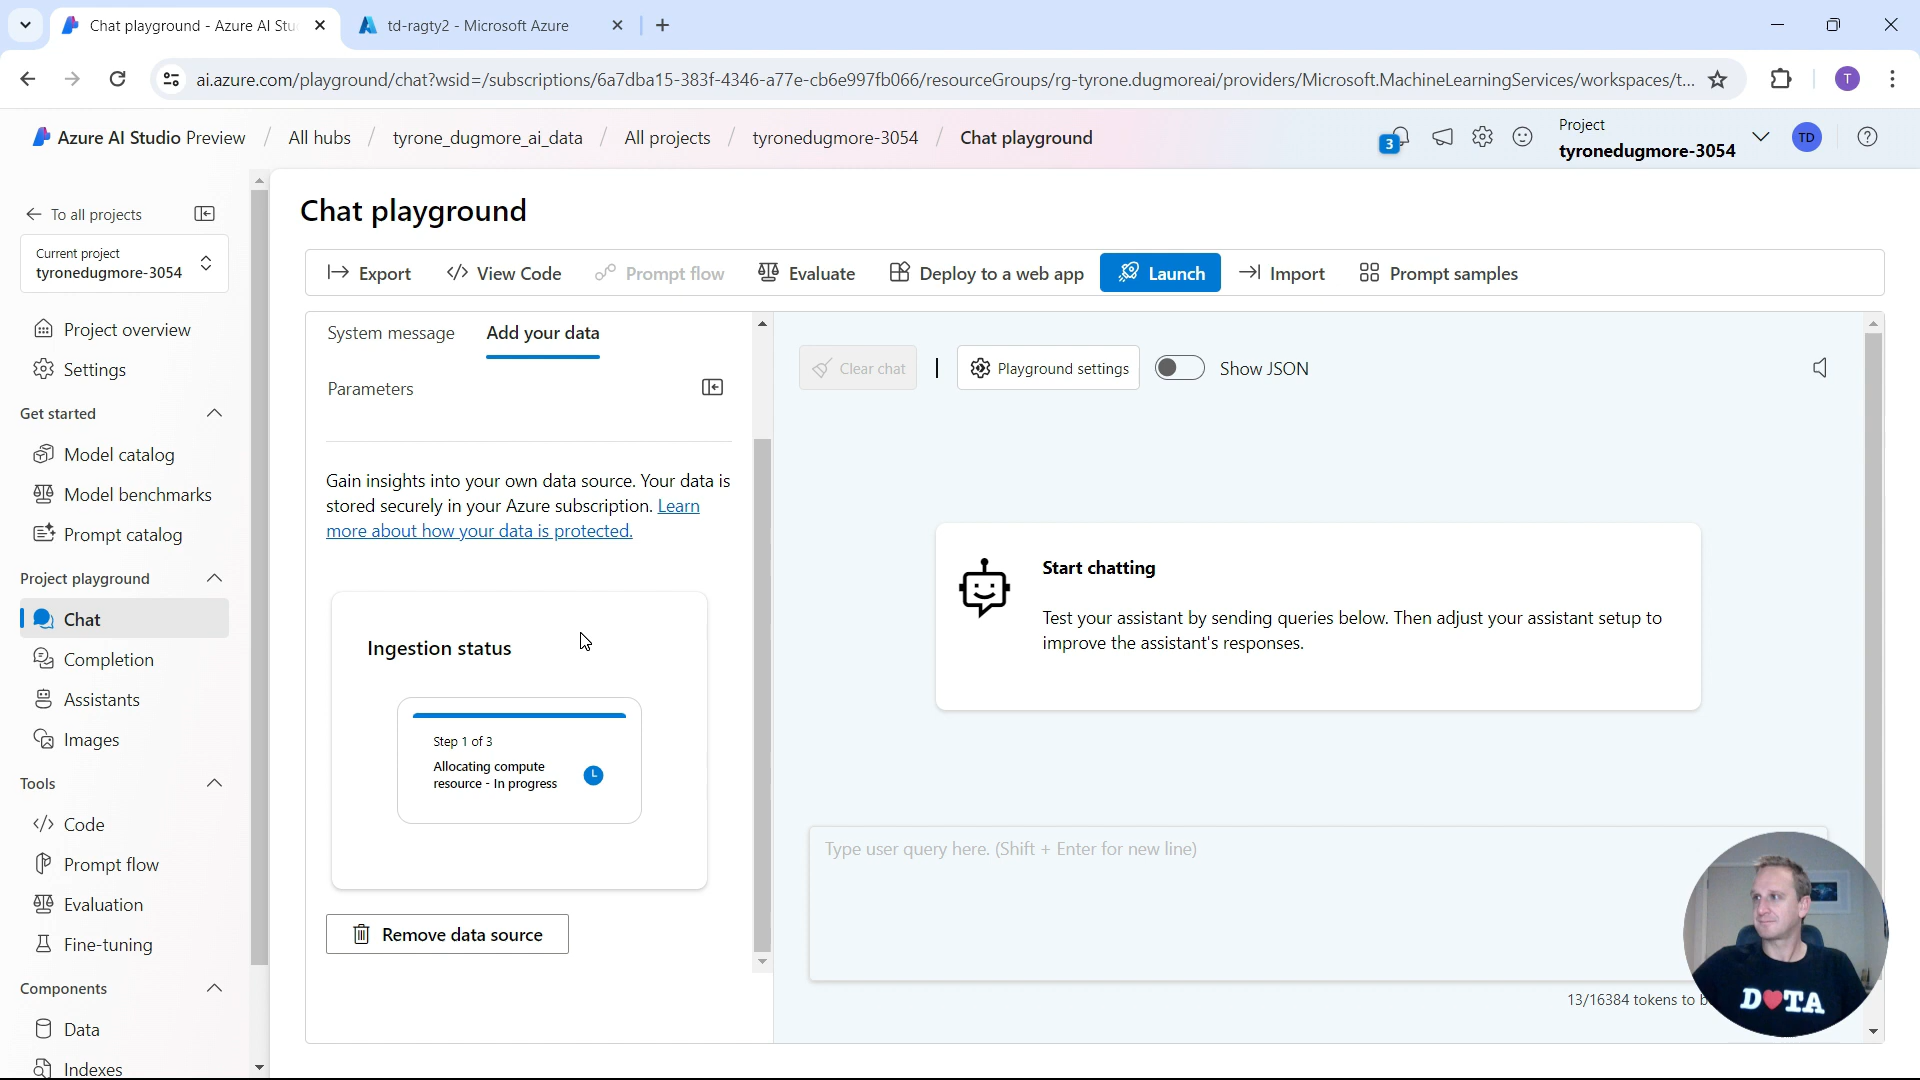 Chat playground - Azure AI Stu
td-ragty2 - Microsoft Azure
ai.azure.com/playground/chat?wsid=/subscriptions/6a7dba15-383f-4346-a77e-cb6e997fb066/resourceGroups/rg-tyrone.dugmoreai/providers/Microsoft.MachineLearningServices/workspaces/t...
T
Azure AI Studio Preview / All hubs / tyrone_dugmore_ai_data / All projects / tyronedugmore-3054 / Chat playground
3
Project
tyronedugmore-3054
TD
To all projects
Current project
tyronedugmore-3054
Project overview
Settings
Get started
Model catalog
Model benchmarks
Prompt catalog
Project playground
Chat
Completion
Assistants
Images
Tools
Code
Prompt flow
Evaluation
Fine-tuning
Components
Data
Indexes
Chat playground
Export
View Code
Prompt flow
Evaluate
Deploy to a web app
Launch
Import
Prompt samples
System message
Add your data
Parameters
Gain insights into your own data source. Your data is
stored securely in your Azure subscription. Learn
more about how your data is protected.
Ingestion status
Step 1 of 3
Allocating compute
resource - In progress
Remove data source
Clear chat
Playground settings
Show JSON
Start chatting
Test your assistant by sending queries below. Then adjust your assistant setup to
improve the assistant's responses.
Type user query here. (Shift + Enter for new line)
13/16384 tokens to b
D♥TA